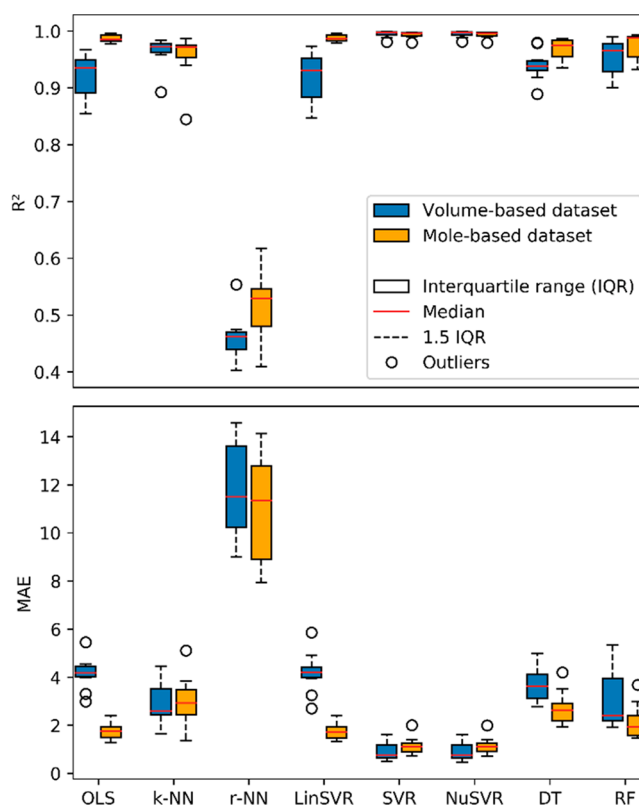 1.0
0.9
0.8
0.7
0.6
0.5
0.4
R²
Volume-based dataset
Mole-based dataset
Interquartile range (IQR)
Median
1.5 IQR
Outliers
14
12
10
8
6
4
2
0
MAE
OLS k-NN r-NN LinSVR SVR NuSVR DT RF